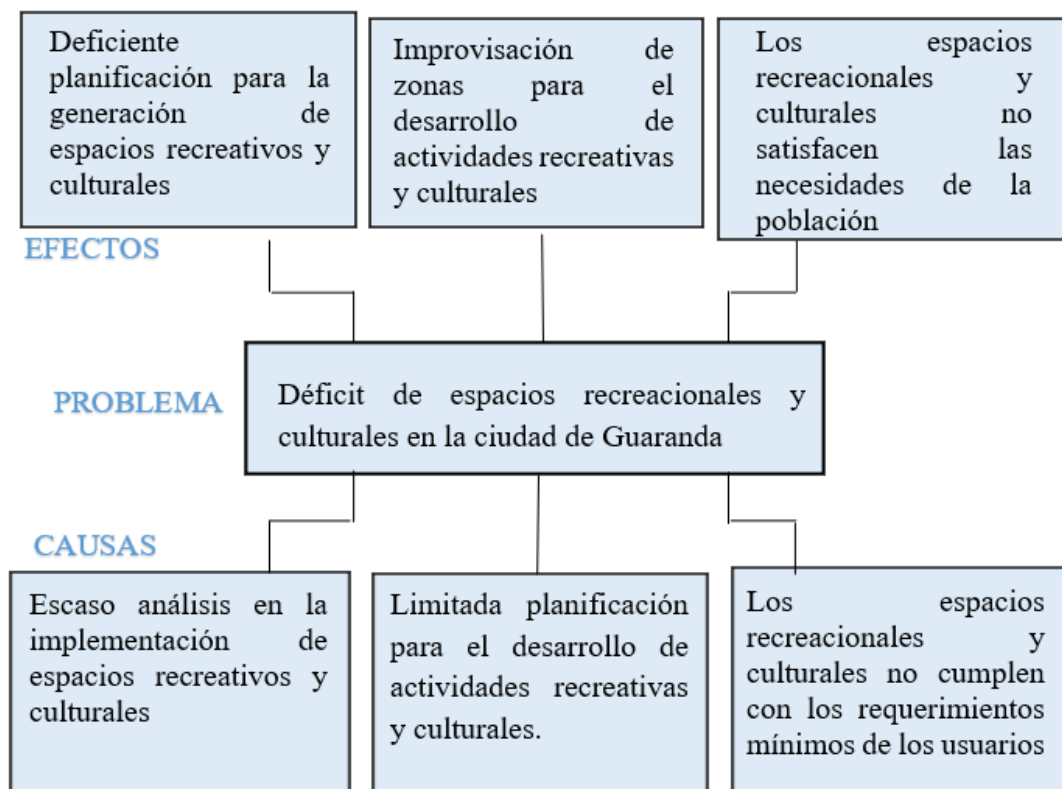 Deficiente
planificación para la
generación de
espacios recreativos y
culturales
Improvisación de
zonas para el
desarrollo de
actividades recreativas
y culturales
Los espacios
recreacionales y
culturales no
satisfacen las
necesidades de la
población
EFECTOS
PROBLEMA
Déficit de espacios recreacionales y
culturales en la ciudad de Guaranda
CAUSAS
Escaso análisis en la
implementación de
espacios recreativos y
culturales
Limitada planificación
para el desarrollo de
actividades recreativas
y culturales.
Los espacios
recreacionales y
culturales no cumplen
con los requerimientos
mínimos de los usuarios